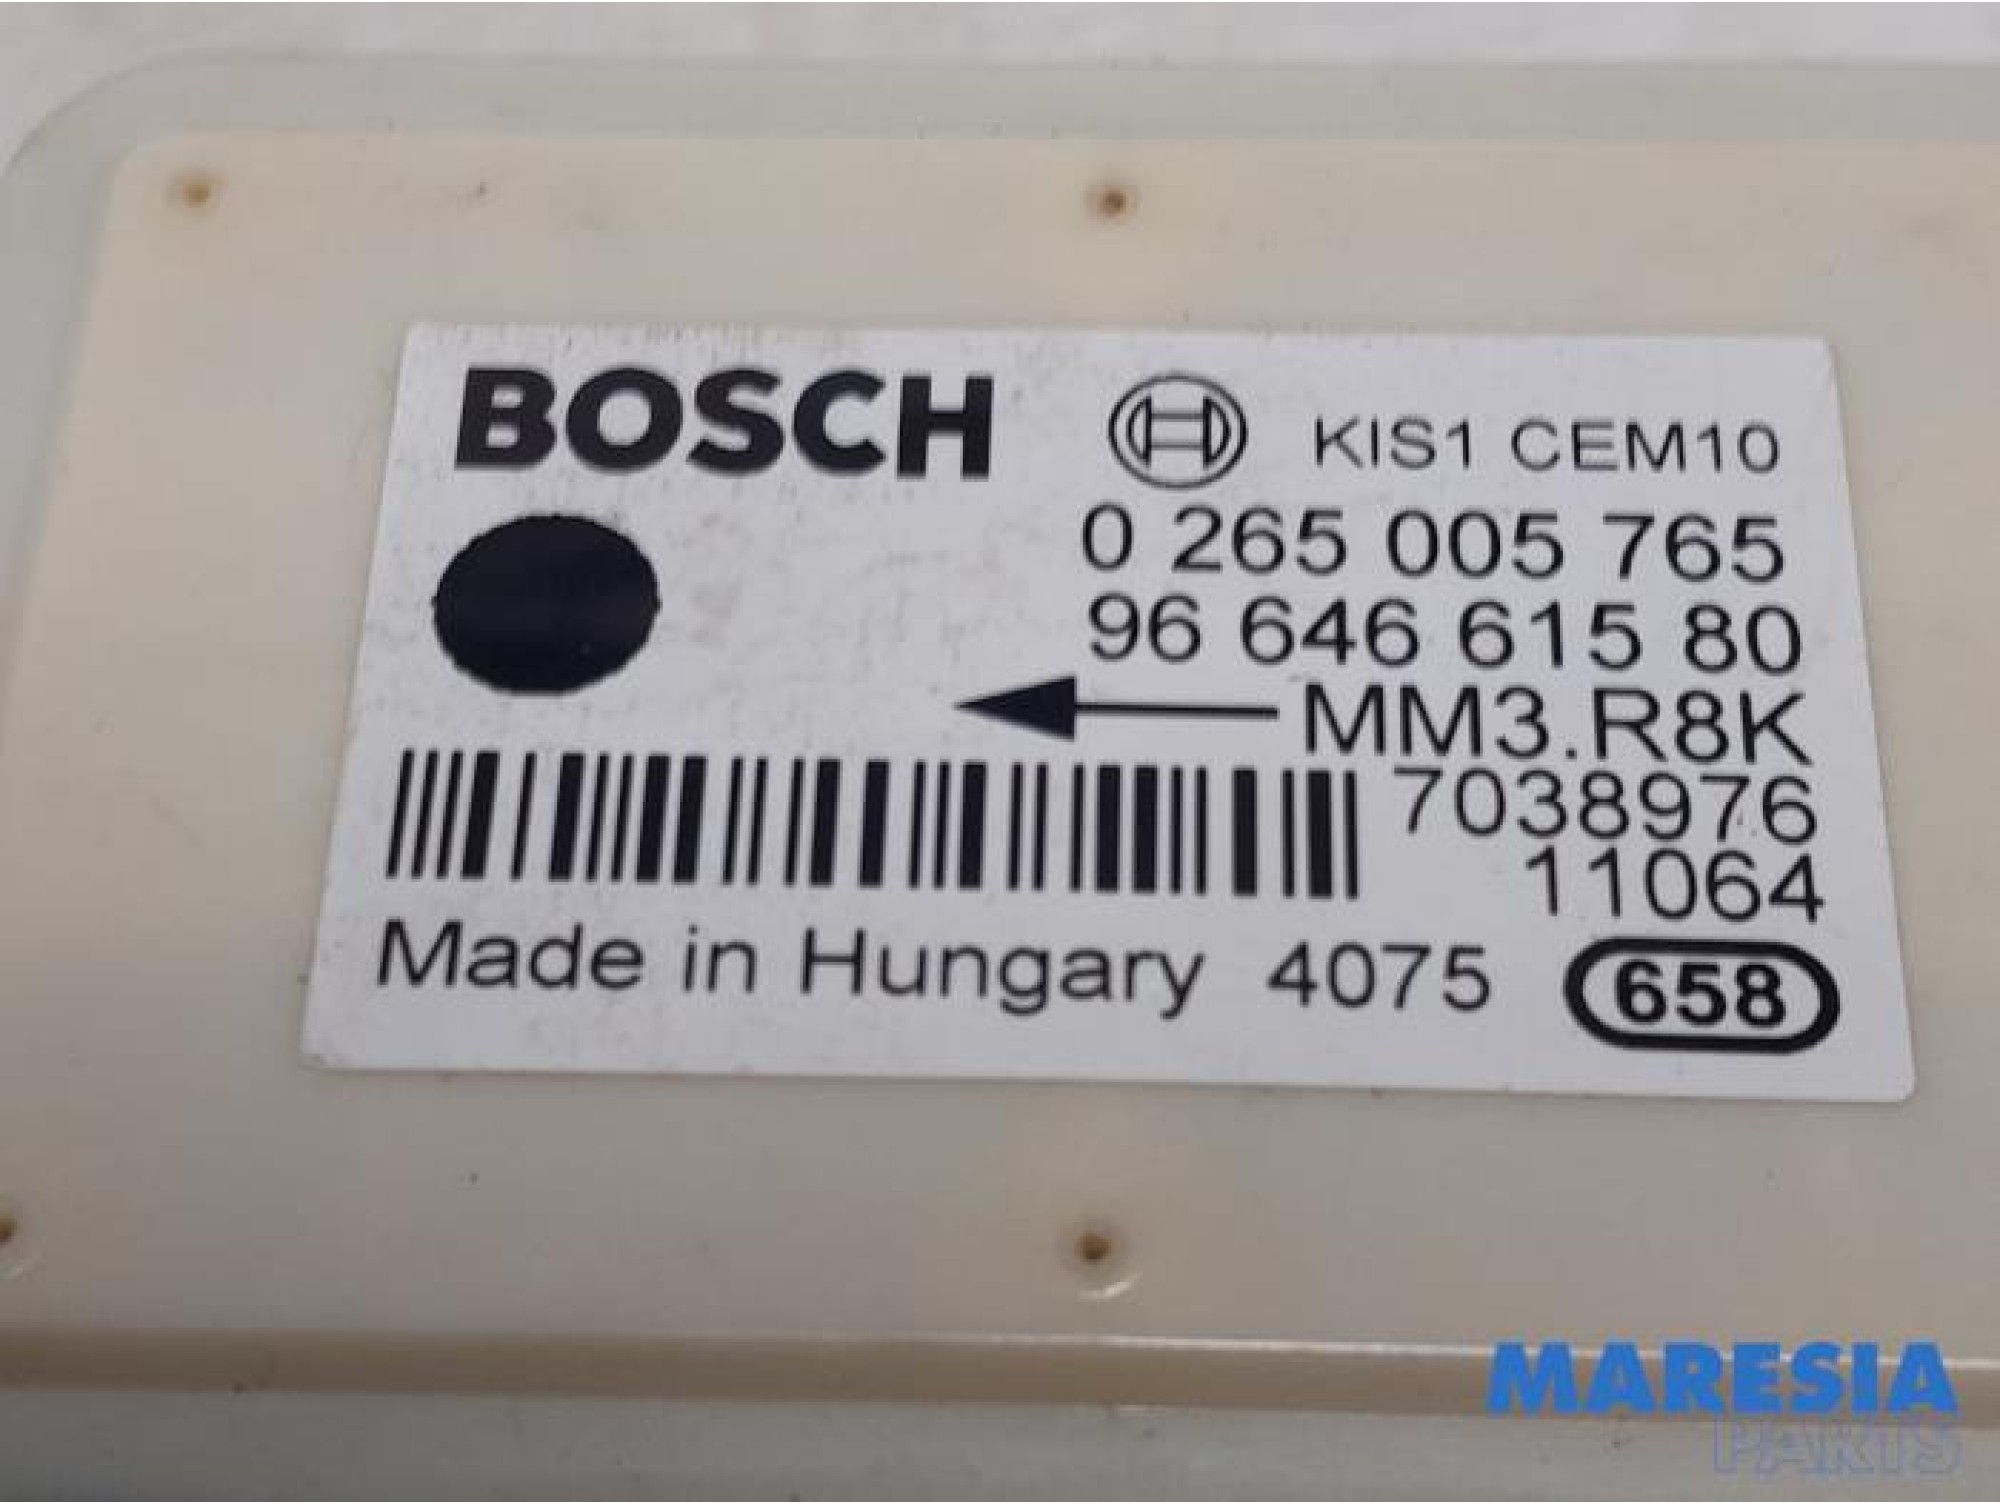 BOSCH KIS1 CEM10
0 265 005 765
96 646 615 80
MM3.R8K
7038976
11064
Made in Hungary 4075 658
MARESIA
PARTS